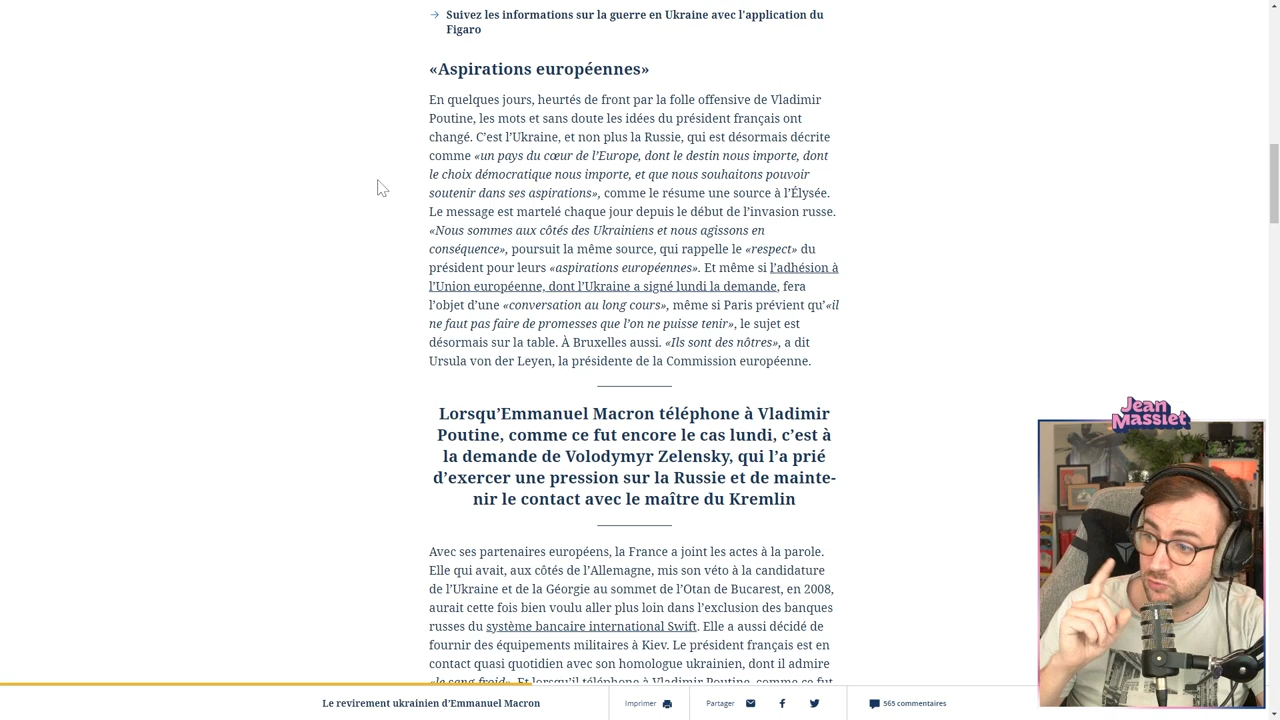 Suivez les informations sur la guerre en Ukraine avec l'application du
Figaro
«Aspirations européennes»
En quelques jours, heurtés de front par la folle offensive de Vladimir
Poutine, les mots et sans doute les idées du président français ont
changé. C’est l’Ukraine, et non plus la Russie, qui est désormais décrite
comme «un pays du cœur de l’Europe, dont le destin nous importe, dont
le choix démocratique nous importe, et que nous souhaitons pouvoir
soutenir dans ses aspirations», comme le résume une source à l’Élysée.
Le message est martelé chaque jour depuis le début de l’invasion russe.
«Nous sommes aux côtés des Ukrainiens et nous agissons en
conséquence», poursuit la même source, qui rappelle le «respect» du
président pour leurs «aspirations européennes». Et même si l’adhésion à
l’Union européenne, dont l’Ukraine a signé lundi la demande, fera
l’objet d’une «conversation au long cours», même si Paris prévient qu’«il
ne faut pas faire de promesses que l’on ne puisse tenir», le sujet est
désormais sur la table. À Bruxelles aussi. «Ils sont des nôtres», a dit
Ursula von der Leyen, la présidente de la Commission européenne.
Lorsqu’Emmanuel Macron téléphone à Vladimir
Poutine, comme ce fut encore le cas lundi, c’est à
la demande de Volodymyr Zelensky, qui l’a prié
d’exercer une pression sur la Russie et de mainte-
nir le contact avec le maître du Kremlin
Avec ses partenaires européens, la France a joint les actes à la parole.
Elle qui avait, aux côtés de l’Allemagne, mis son véto à la candidature
de l’Ukraine et de la Géorgie au sommet de l’Otan de Bucarest, en 2008,
aurait cette fois bien voulu aller plus loin dans l’exclusion des banques
russes du système bancaire international Swift. Elle a aussi décidé de
fournir des équipements militaires à Kiev. Le président français est en
contact quasi quotidien avec son homologue ukrainien, dont il admire
«le sang froid». Et lorsqu’il téléphone à Vladimir Poutine, comme ce fut
Jean
Massiet
Le revirement ukrainien d’Emmanuel Macron
Imprimer
Partager
565 commentaires